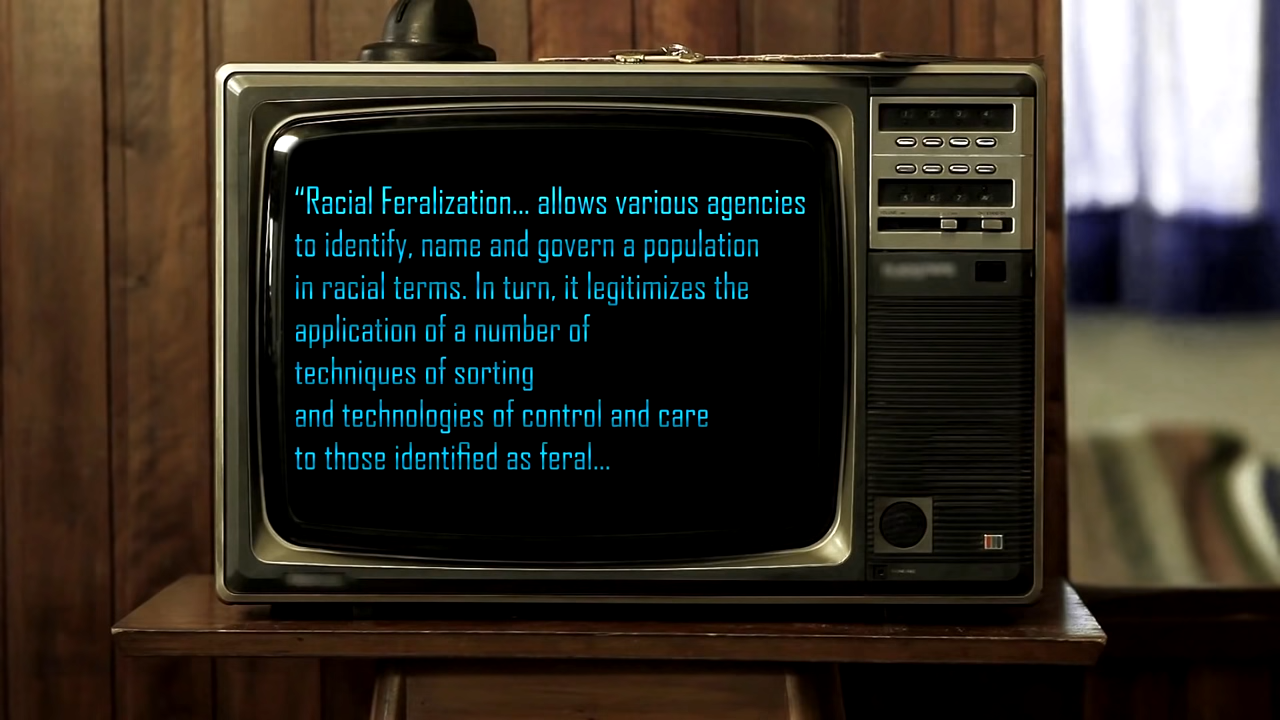 “Racial Feralization... allows various agencies
to identify, name and govern a population
in racial terms. In turn, it legitimizes the
application of a number of
techniques of sorting
and technologies of control and care
to those identified as feral...